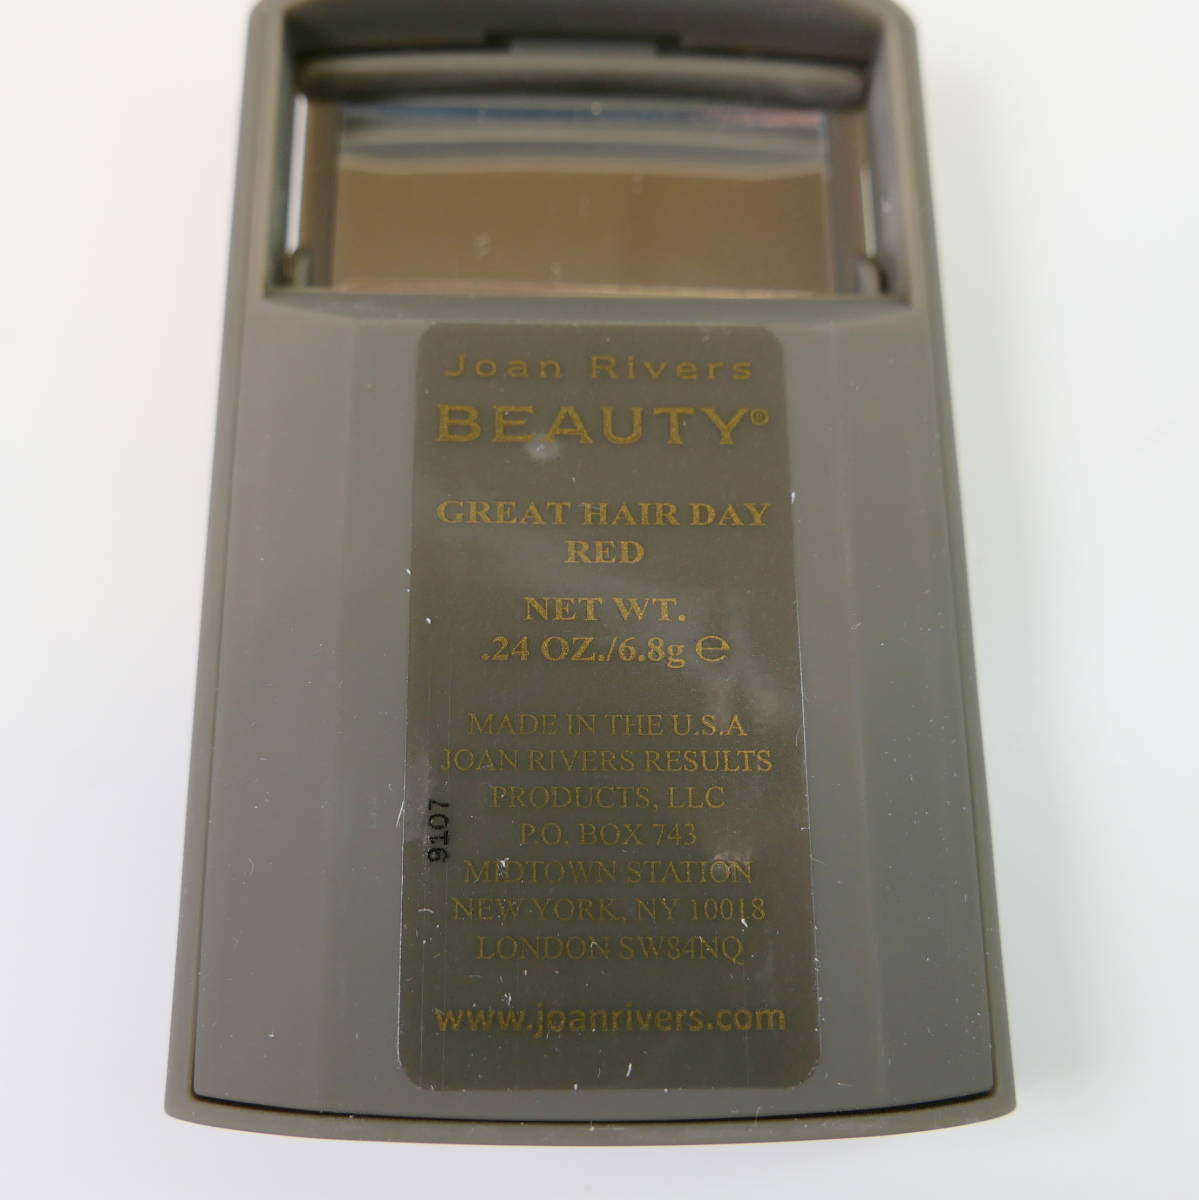 Joan Rivers
BEAUTY®
GREAT HAIR DAY
RED
NET WT.
.24 OZ./6.8g ℮
MADE IN THE U.S.A
JOAN RIVERS RESULTS
PRODUCTS, LLC
P.O. BOX 743
MIDTOWN STATION
NEW YORK, NY 10018
LONDON SW84NQ
www.joanrivers.com
9107